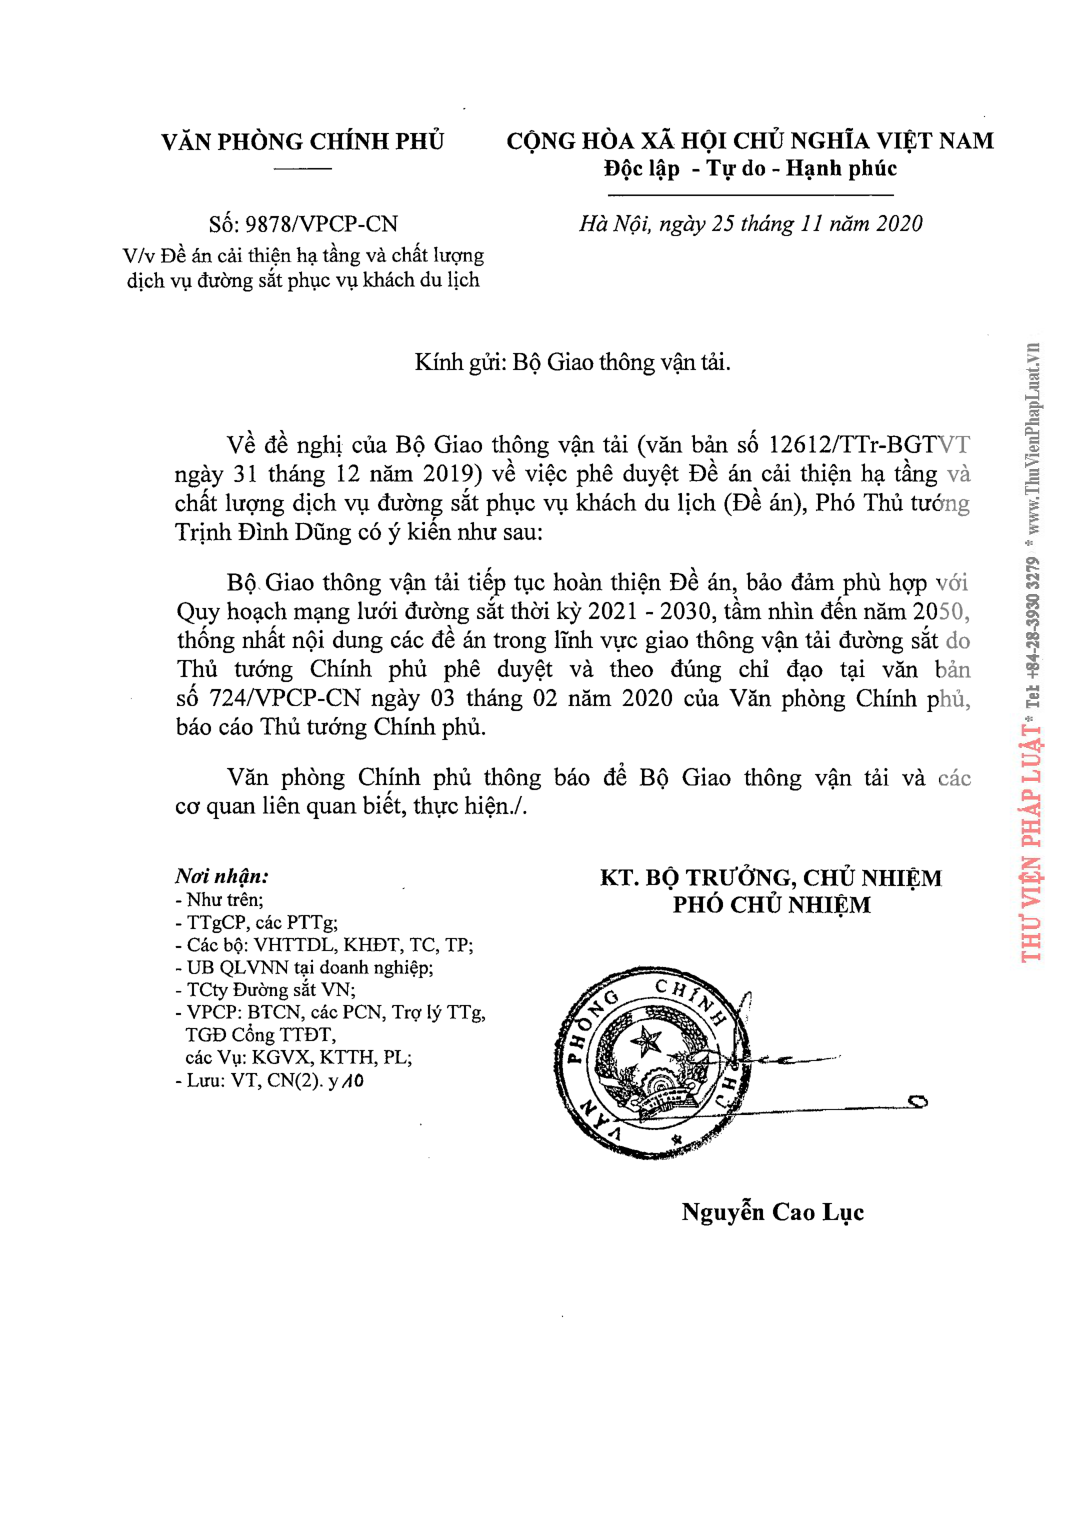 VĂN PHÒNG CHÍNH PHỦ
CỘNG HÒA XÃ HỘI CHỦ NGHĨA VIỆT NAM
Độc lập - Tự do - Hạnh phúc
Số: 9878/VPCP-CN
Hà Nội, ngày 25 tháng 11 năm 2020
V/v Đề án cải thiện hạ tầng và chất lượng
dịch vụ đường sắt phục vụ khách du lịch
Kính gửi: Bộ Giao thông vận tải.
Về đề nghị của Bộ Giao thông vận tải (văn bản số 12612/TTr-BGTVT
ngày 31 tháng 12 năm 2019) về việc phê duyệt Đề án cải thiện hạ tầng và
chất lượng dịch vụ đường sắt phục vụ khách du lịch (Đề án), Phó Thủ tướng
Trịnh Đình Dũng có ý kiến như sau:
Bộ Giao thông vận tải tiếp tục hoàn thiện Đề án, bảo đảm phù hợp với
Quy hoạch mạng lưới đường sắt thời kỳ 2021 - 2030, tầm nhìn đến năm 2050,
thống nhất nội dung các đề án trong lĩnh vực giao thông vận tải đường sắt do
Thủ tướng Chính phủ phê duyệt và theo đúng chỉ đạo tại văn bản
số 724/VPCP-CN ngày 03 tháng 02 năm 2020 của Văn phòng Chính phủ,
báo cáo Thủ tướng Chính phủ.
Văn phòng Chính phủ thông báo để Bộ Giao thông vận tải và các
cơ quan liên quan biết, thực hiện./.
Nơi nhận:
- Như trên;
- TTgCP, các PTTg;
- Các bộ: VHTTDL, KHĐT, TC, TP;
- UB QLVNN tại doanh nghiệp;
- TCty Đường sắt VN;
- VPCP: BTCN, các PCN, Trợ lý TTg,
TGĐ Cổng TTĐT,
các Vụ: KGVX, KTTH, PL;
- Lưu: VT, CN(2). y 10
KT. BỘ TRƯỞNG, CHỦ NHIỆM
PHÓ CHỦ NHIỆM
VĂN PHÒNG CHÍNH PHỦ
Nguyễn Cao Lục
THƯ VIỆN PHÁP LUẬT * Tel: +84-28-3930 3279 * www.ThuVienPhapLuat.vn